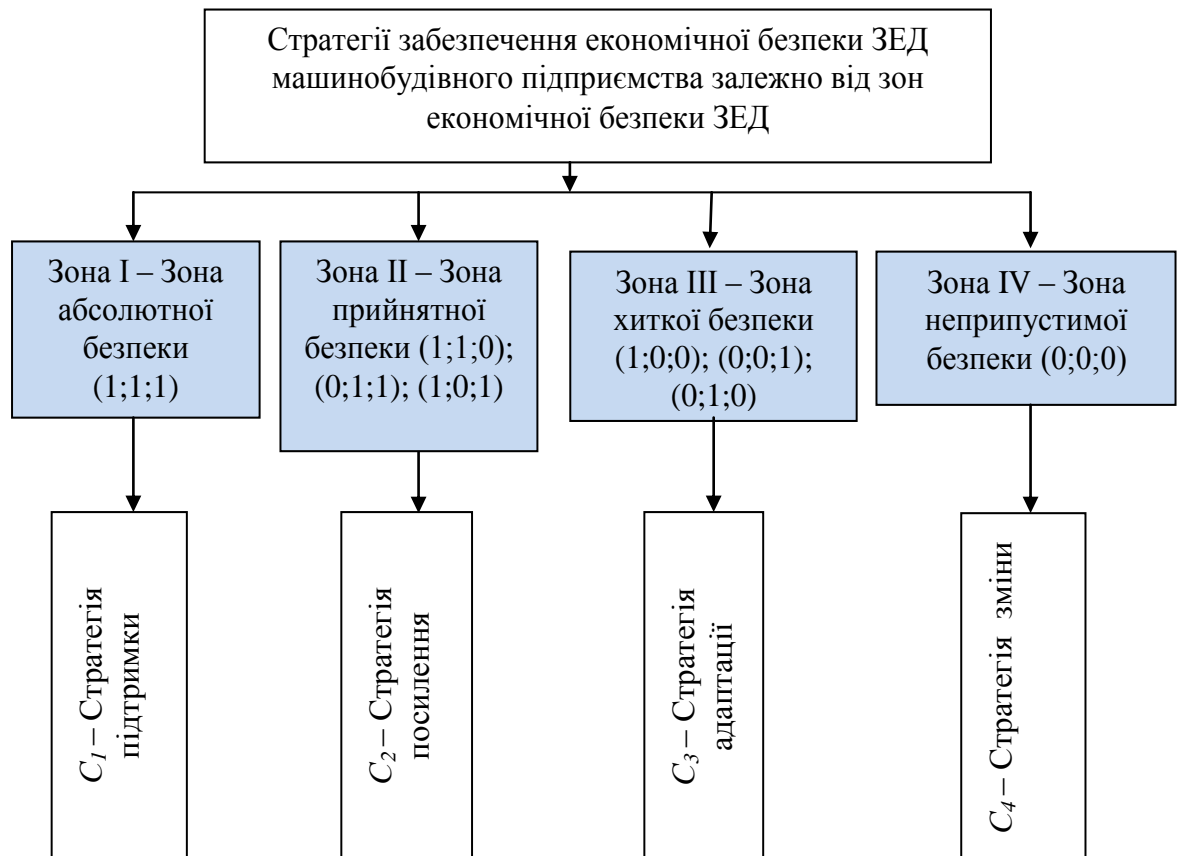 Стратегії забезпечення економічної безпеки ЗЕД
машинобудівного підприємства залежно від зон
економічної безпеки ЗЕД
Зона I – Зона
абсолютної
безпеки
(1;1;1)
Зона II – Зона
прийнятної
безпеки (1;1;0);
(0;1;1); (1;0;1)
Зона III – Зона
хиткої безпеки
(1;0;0); (0;0;1);
(0;1;0)
Зона IV – Зона
неприпустимої
безпеки (0;0;0)
C1 – Стратегія
підтримки
C2 – Стратегія
посилення
C3 – Стратегія
адаптації
C4 – Стратегія зміни